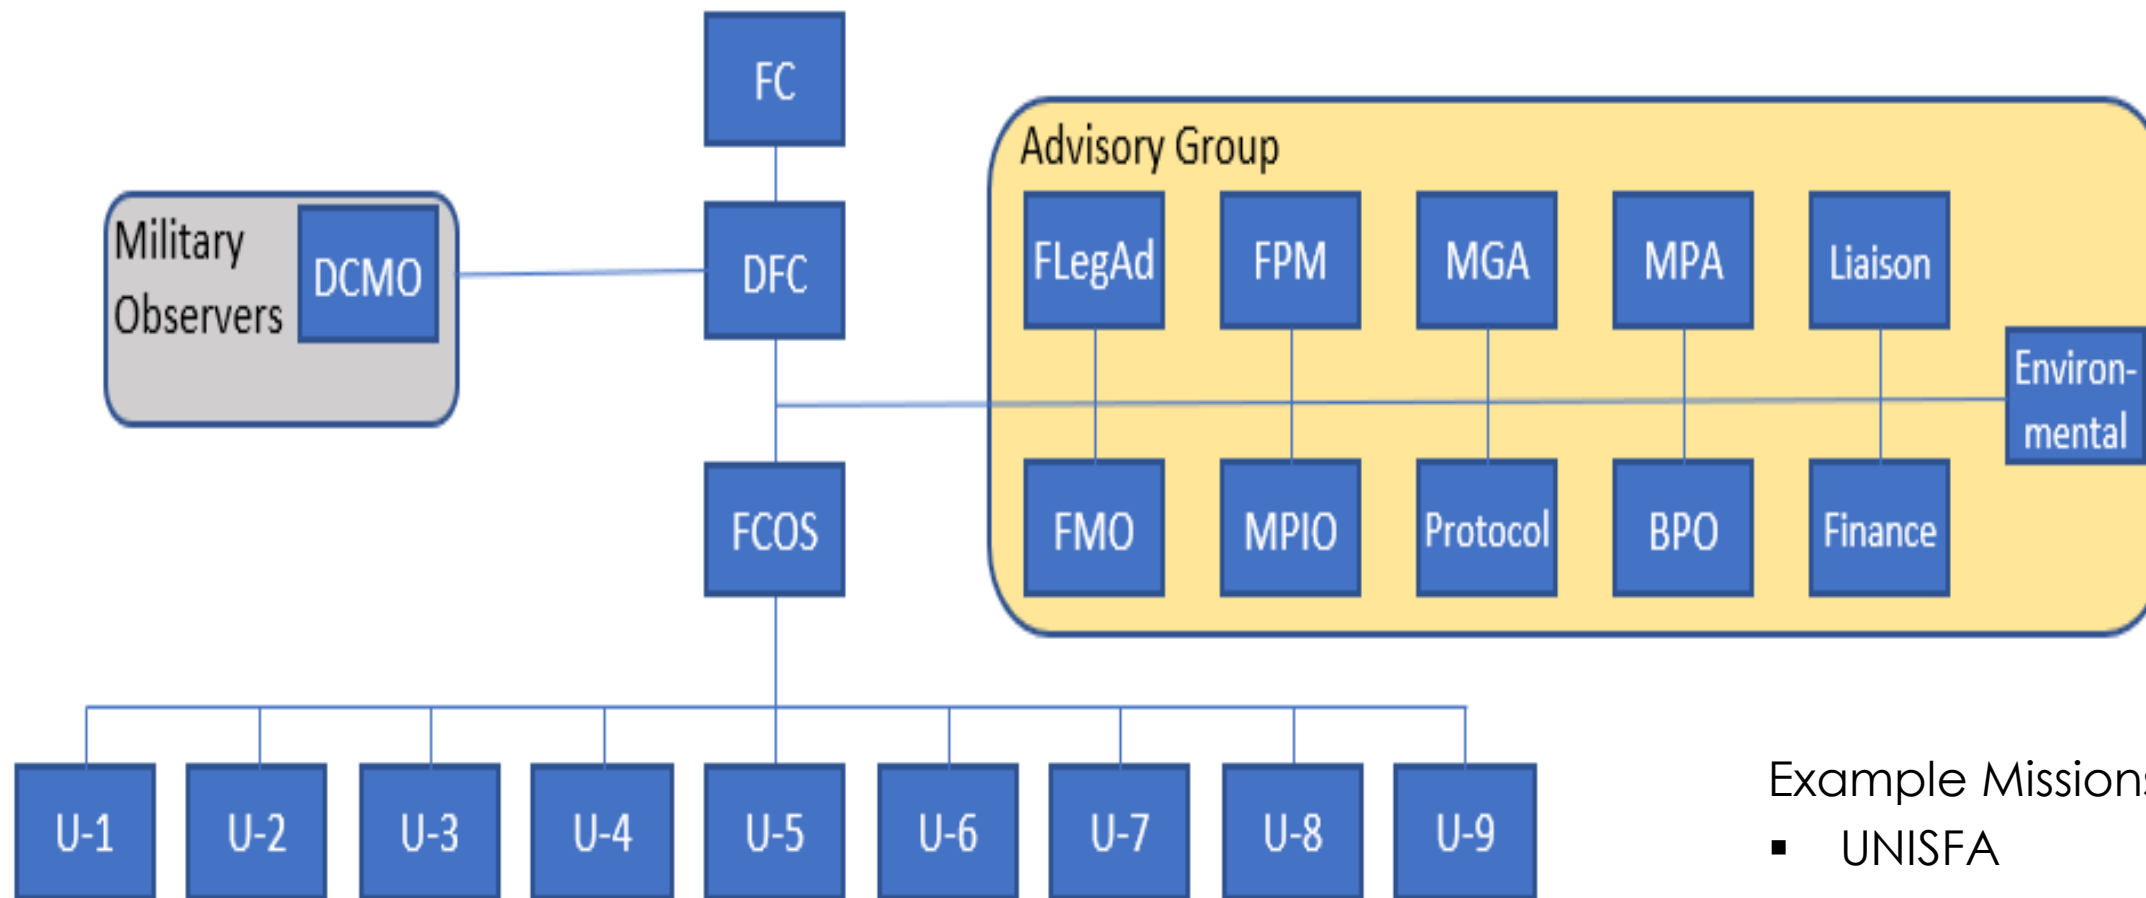 FC
Advisory Group
Military
Observers
DCMO
DFC
FLegAd
FPM
MGA
MPA
Liaison
Environ-
mental
FCOS
FMO
MPIO
Protocol
BPO
Finance
U-1
U-2
U-3
U-4
U-5
U-6
U-7
U-8
U-9
Example Missions
▪ UNISFA